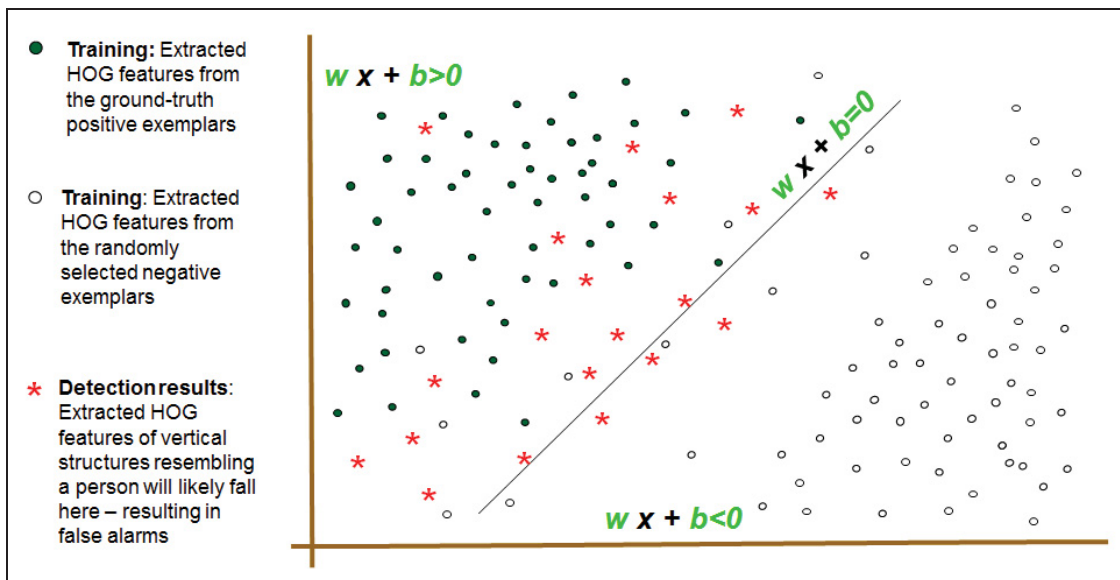 Training: Extracted
HOG features from
the ground-truth
positive exemplars
Training: Extracted
HOG features from
the randomly
selected negative
exemplars
Detection results:
Extracted HOG
features of vertical
structures resembling
a person will likely fall
here – resulting in
false alarms
w x + b>0
w x + b=0
w x + b<0